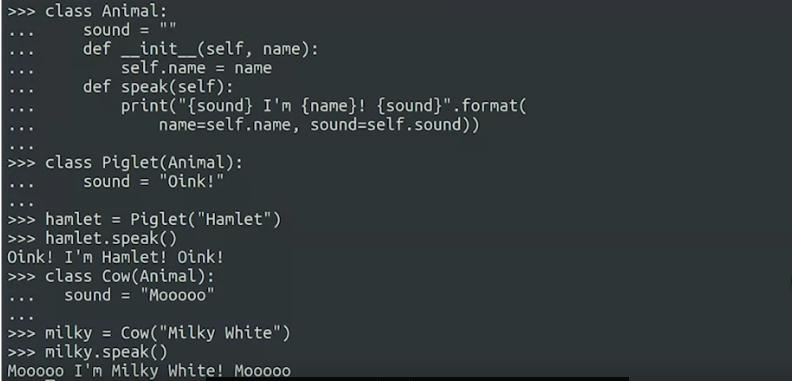 >>> class Animal:
...     sound = ""
...     def __init__(self, name):
...         self.name = name
...     def speak(self):
...         print("{sound} I'm {name}! {sound}".format(
...             name=self.name, sound=self.sound))
...
>>> class Piglet(Animal):
...     sound = "Oink!"
...
>>> hamlet = Piglet("Hamlet")
>>> hamlet.speak()
Oink! I'm Hamlet! Oink!
>>> class Cow(Animal):
...   sound = "Mooooo"
...
>>> milky = Cow("Milky White")
>>> milky.speak()
Mooooo I'm Milky White! Mooooo